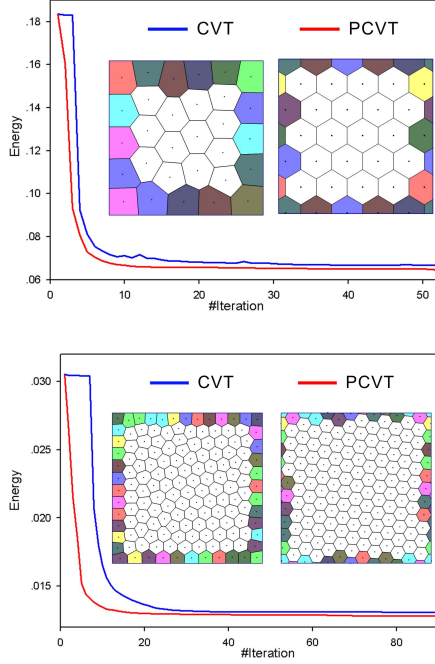 .18
CVT
PCVT
.16
.14
Energy
.12
.10
.08
.06
0
10
20
30
40
50
#Iteration
.030
CVT
PCVT
.025
Energy
.020
.015
0
20
40
60
80
#Iteration